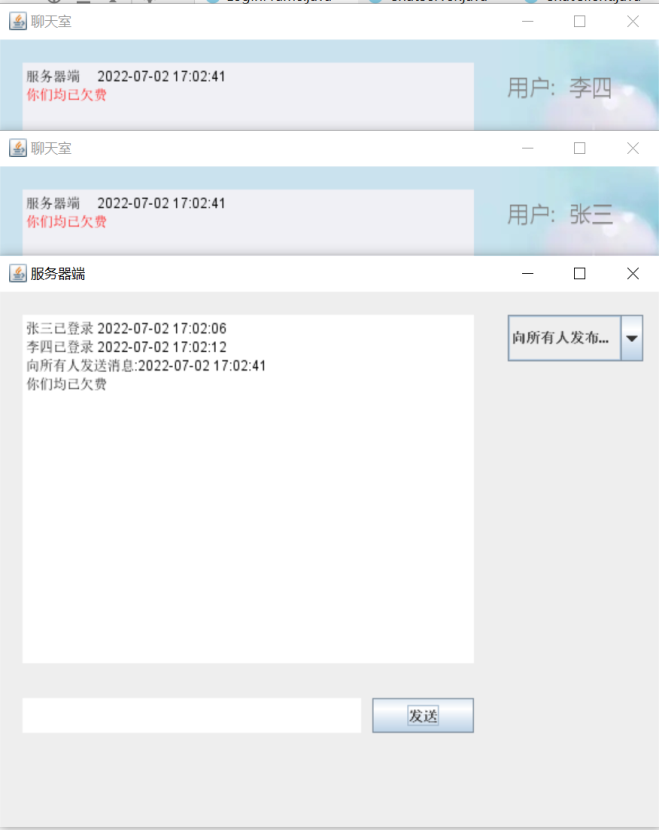 聊天室
服务器端 2022-07-02 17:02:41
你们均已欠费
用户: 李四
聊天室
服务器端 2022-07-02 17:02:41
你们均已欠费
用户: 张三
服务器端
张三已登录 2022-07-02 17:02:06
李四已登录 2022-07-02 17:02:12
向所有人发送消息:2022-07-02 17:02:41
你们均已欠费
向所有人发布...
发送